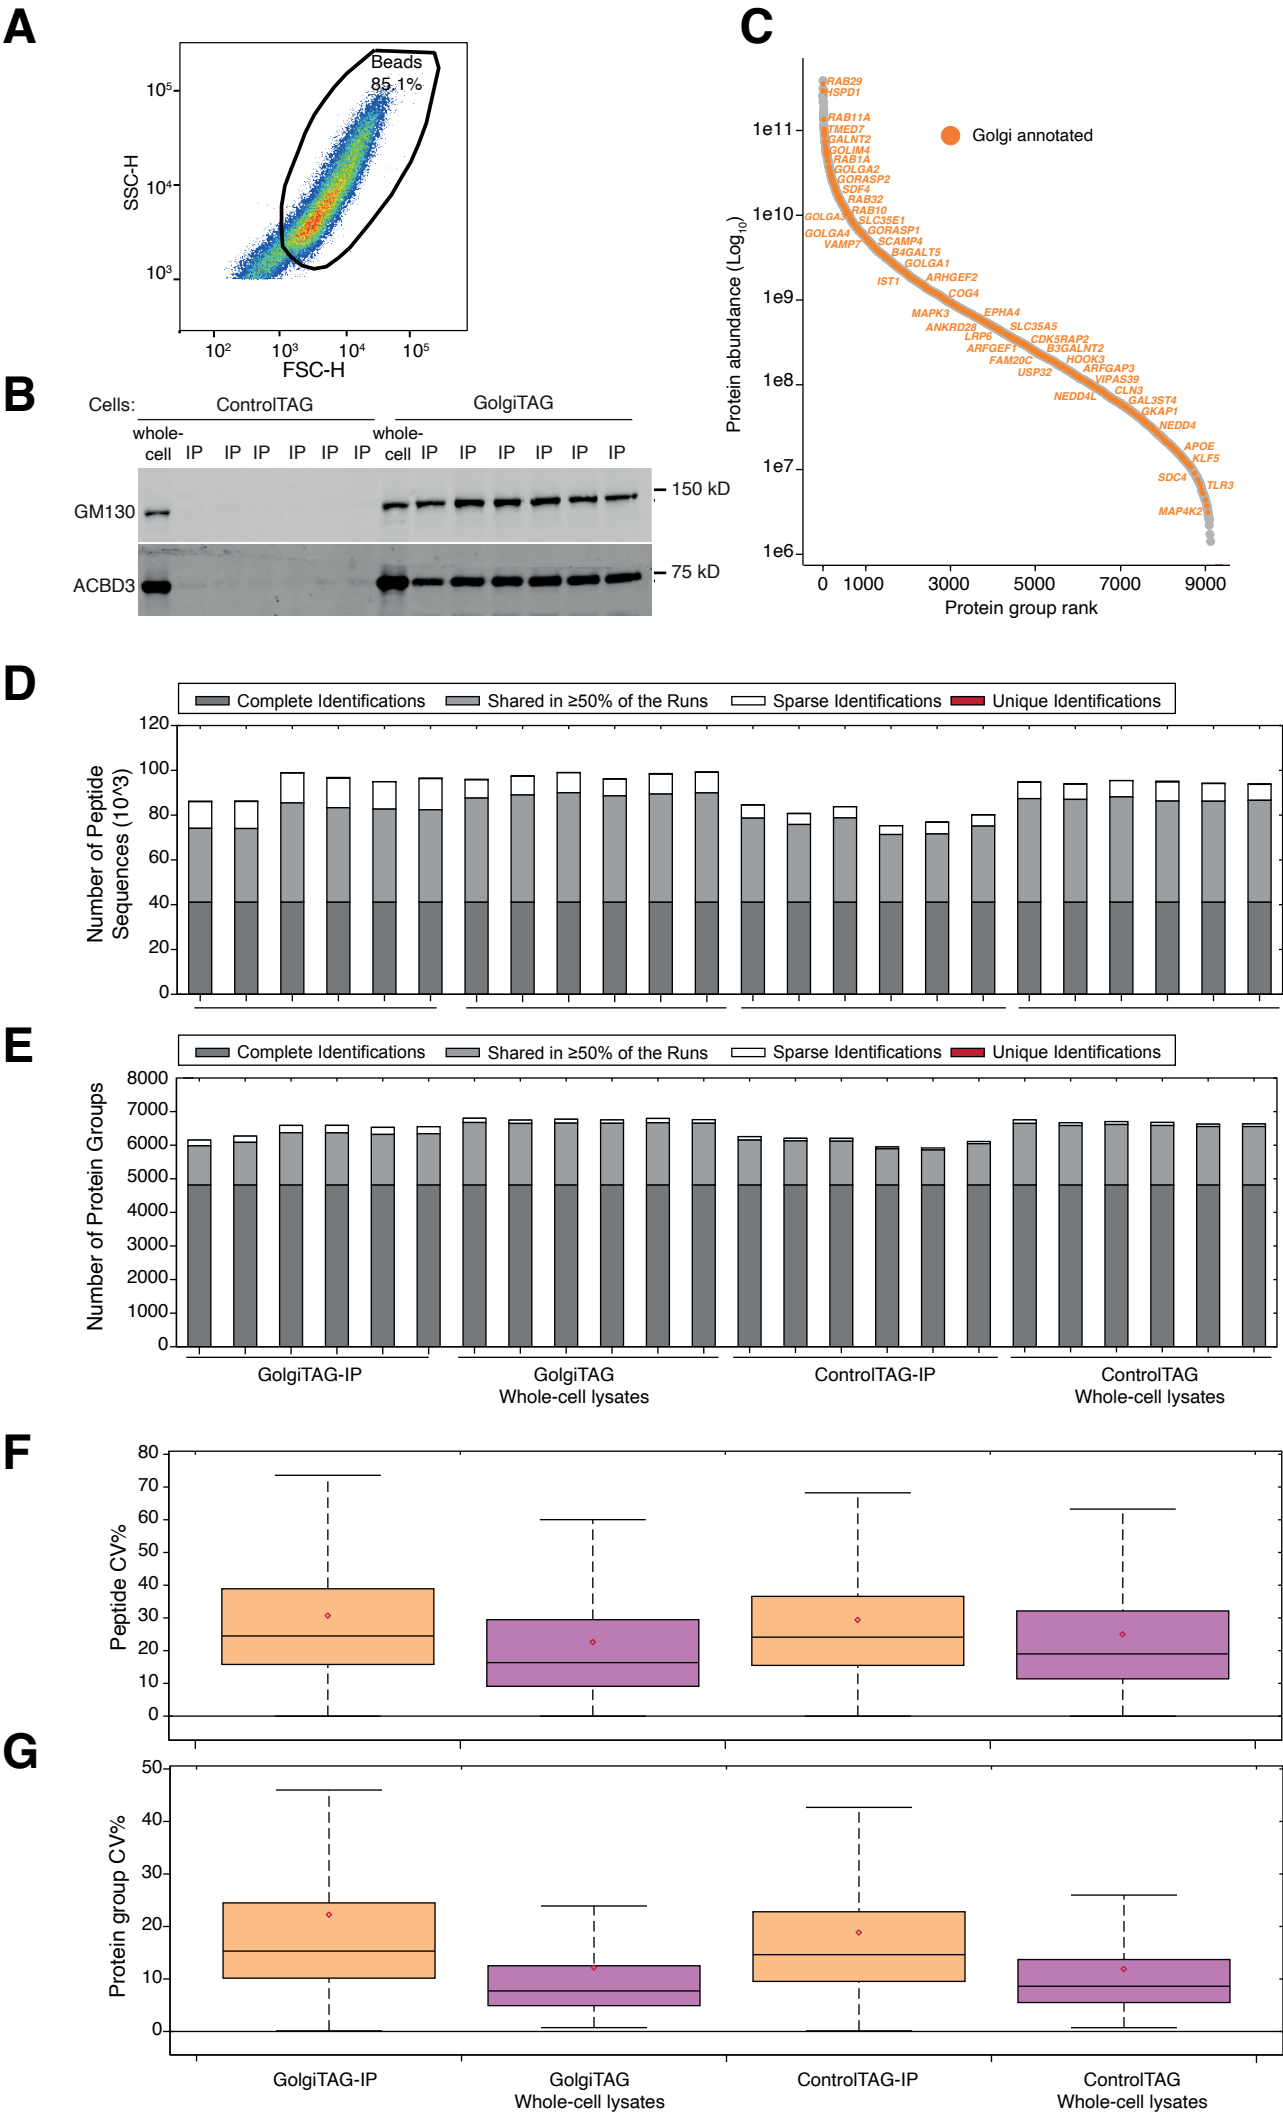 A
Beads
85.1%
SSC-H
10⁵
10⁴
10³
10² 10³ 10⁴ 10⁵
FSC-H
B
Cells: ControlTAG GolgiTAG
whole-cell IP IP IP IP IP IP whole-cell IP IP IP IP IP IP
GM130
150 kD
ACBD3
75 kD
C
Protein abundance (Log₁₀)
Golgi annotated
1e11
1e10
1e9
1e8
1e7
1e6
RAB29
HSPD1
RAB11A
TMED7
GALNT2
GOLIM4
RAB1A
GOLGA2
GORASP2
SDF4
RAB32
RAB10
GOLGA3
SLC35E1
GORASP1
GOLGA4
SCAMP4
VAMP7
B4GALT5
GOLGA1
ARHGEF2
IST1
COG4
EPHA4
MAPK3
SLC35A5
ANKRD28
LRP6
CDK5RAP2
ARFGEF1
B3GALNT2
FAM20C
HOOK3
USP32
ARFGAP3
VIPAS39
CLN3
NEDD4L
GAL3ST4
GKAP1
NEDD4
APOE
KLF5
SDC4
TLR3
MAP4K2
0 1000 3000 5000 7000 9000
Protein group rank
D
Complete Identifications Shared in ≥50% of the Runs Sparse Identifications Unique Identifications
Number of Peptide
Sequences (10^3)
120
100
80
60
40
20
0
E
Complete Identifications Shared in ≥50% of the Runs Sparse Identifications Unique Identifications
Number of Protein Groups
8000
7000
6000
5000
4000
3000
2000
1000
0
GolgiTAG-IP GolgiTAG ControlTAG-IP ControlTAG
Whole-cell lysates Whole-cell lysates
F
Peptide CV%
80
70
60
50
40
30
20
10
0
G
Protein group CV%
50
40
30
20
10
0
GolgiTAG-IP GolgiTAG ControlTAG-IP ControlTAG
Whole-cell lysates Whole-cell lysates